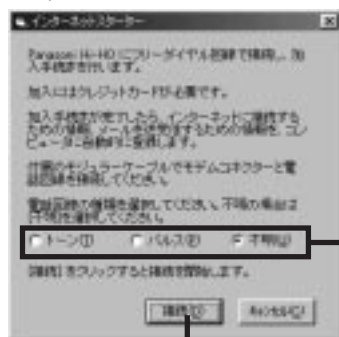 インターネットスターター
Panasonic Hi-HO にフリーダイヤル回線で接続し、加
入手続きを行います。
加入にはクレジットカードが必要です。
加入手続きが完了したら、インターネットに接続する
ための情報、メールを送受信するための情報を、コン
ピュータに自動的に登録します。
付属のモジュラーケーブルでモデムコネクターと電
話回線を接続してください。
電話回線の種類を選択してください。不明の場合は
[不明]を選択してください。
トーン(T) パルス(P) 不明(U)
[接続] をクリックすると接続を開始します。
接続(C) キャンセル(C)